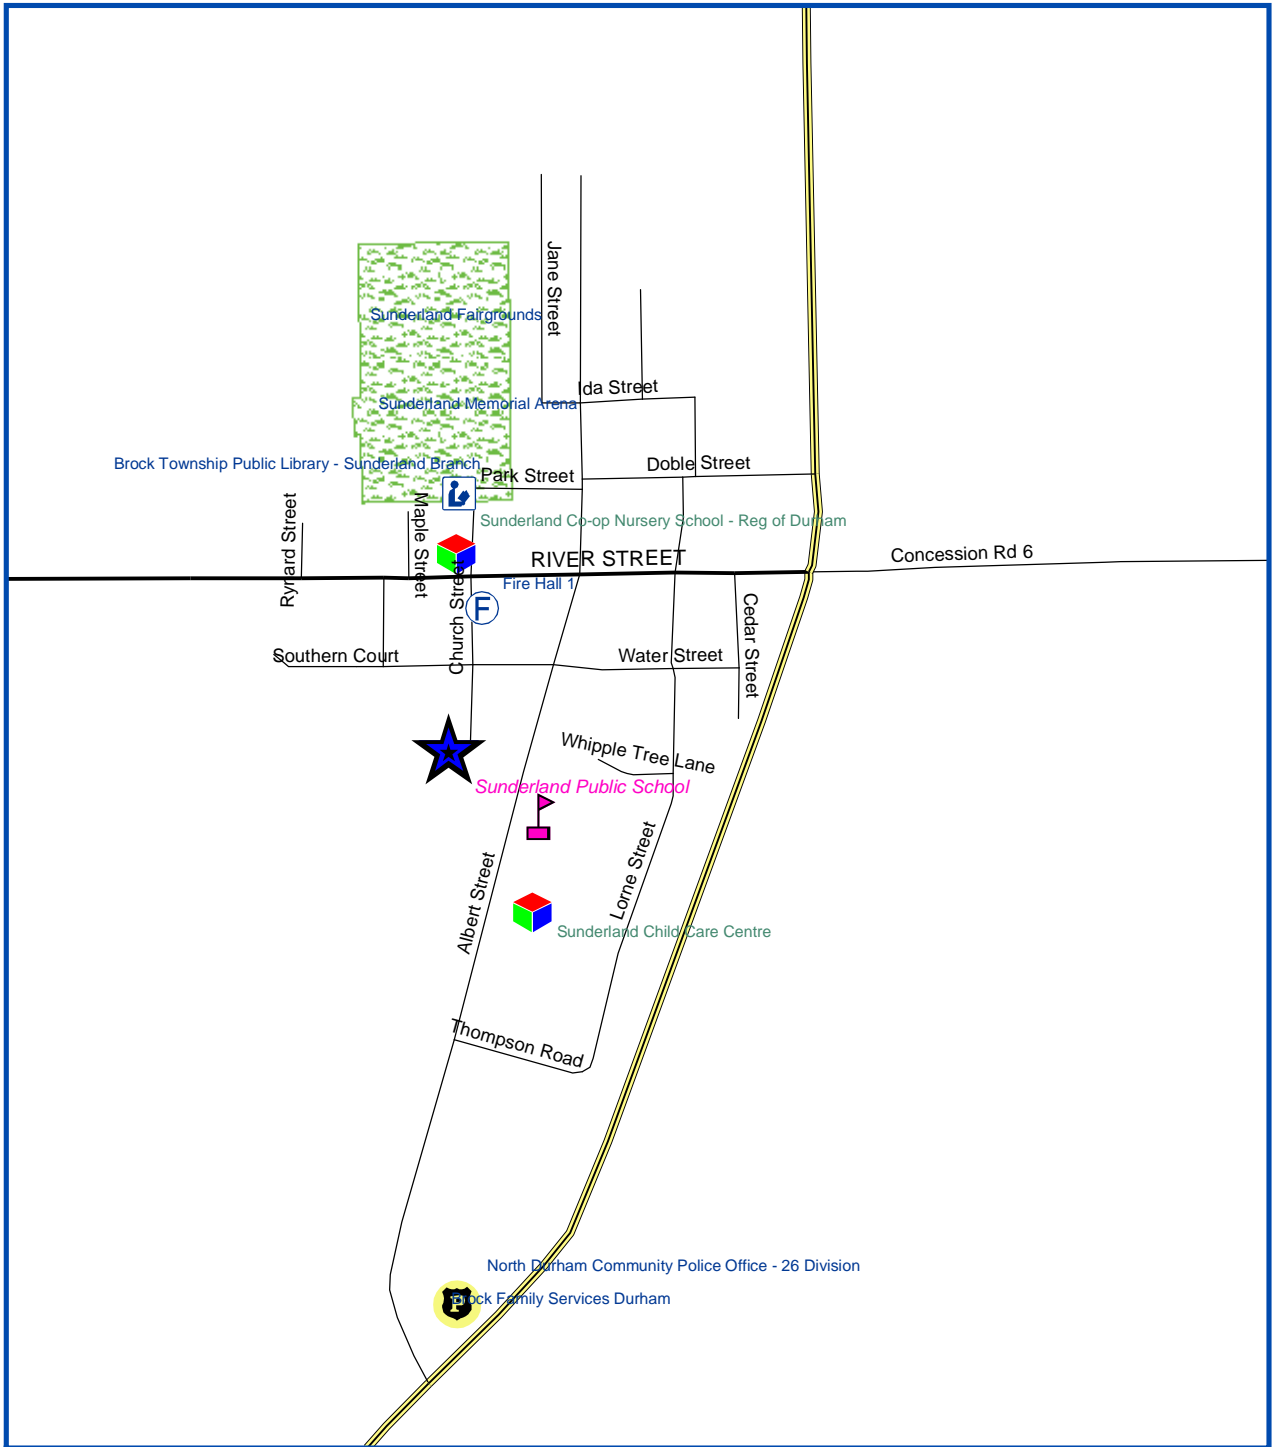 Jane Street
Sunderland Fairgrounds
Ida Street
Sunderland Memorial Arena
Brock Township Public Library - Sunderland Branch
Park Street
Doble Street
Rynard Street
Maple Street
Sunderland Co-op Nursery School - Reg of Durham
RIVER STREET
Concession Rd 6
Fire Hall 1
F
Church Street
Cedar Street
Southern Court
Water Street
Whipple Tree Lane
Sunderland Public School
Albert Street
Lorne Street
Sunderland Child Care Centre
Thompson Road
North Durham Community Police Office - 26 Division
P
Brock Family Services Durham